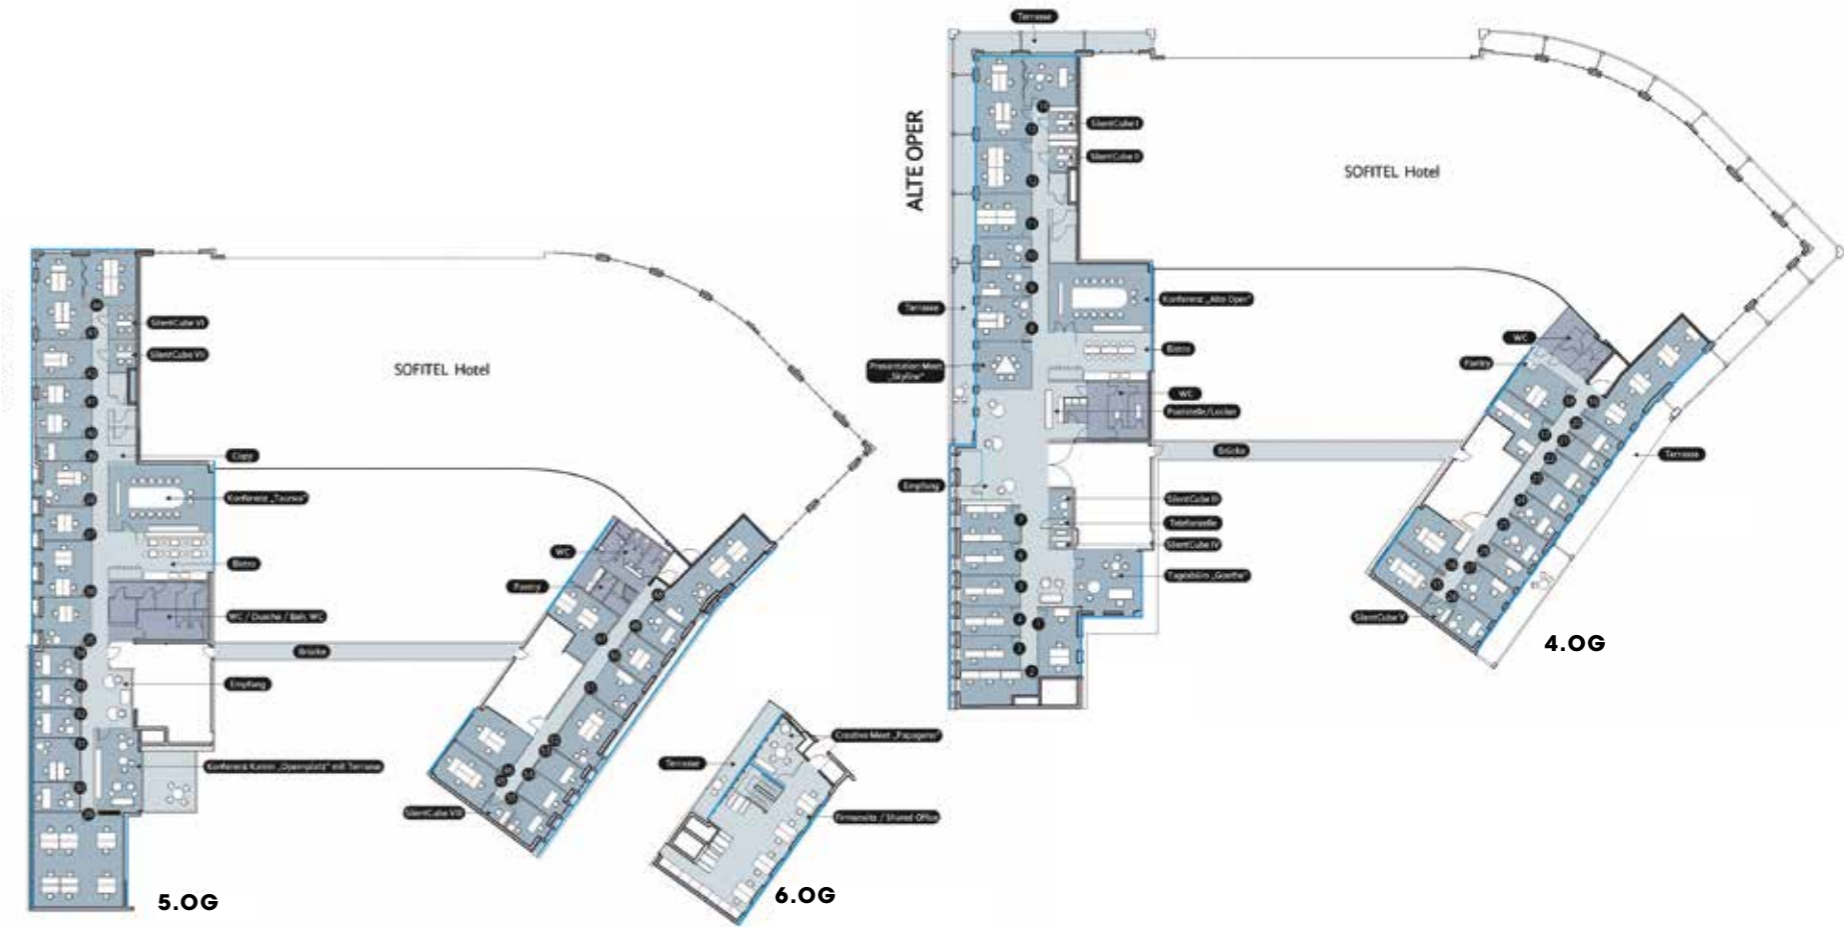 Terrasse
ALTE OPER
SilentCube I
SilentCube II
SOFITEL Hotel
Terrasse
Konferenz „Alte Oper“
Bistro
Presentation Meet
„Skyline“
WC
Poststelle/Locker
WC
Pantry
Brücke
Terrasse
Empfang
SilentCube III
Telefonzelle
SilentCube IV
Tagesbüro „Goethe“
SilentCube V
4.OG
SilentCube VI
SilentCube VII
SOFITEL Hotel
Copy
Konferenz „Taunus“
Bistro
WC / Dusche / Beh. WC
WC
Pantry
Brücke
Empfang
Konferenz Kamin „Opernplatz“ mit Terrasse
SilentCube VIII
5.OG
Creative Meet „Papageno“
Terrasse
Firmensitz / Shared Office
6.OG